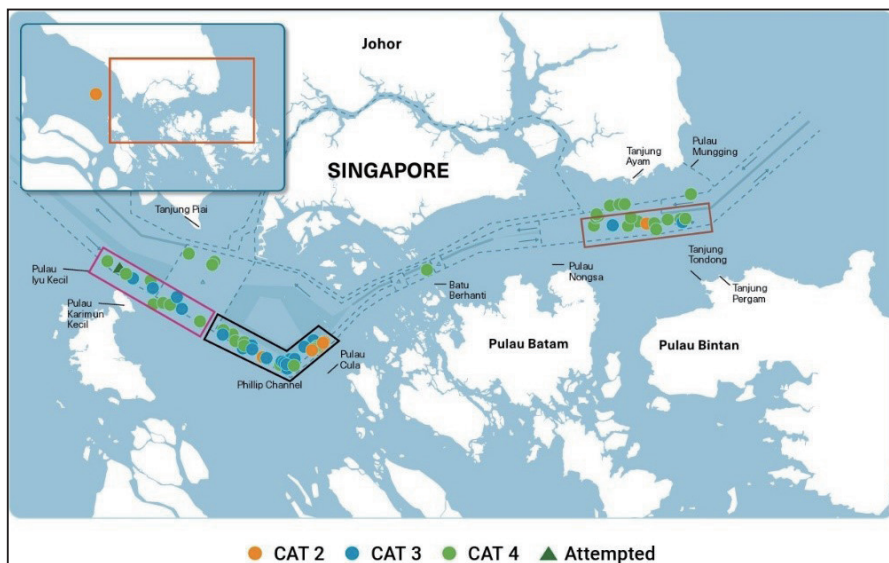 Johor
SINGAPORE
Tanjung
Ayam
Pulau
Mungging
Tanjung Piai
Pulau
Iyu Kecil
Pulau
Karimun
Kecil
Phillip Channel
Pulau
Cula
Batu
Berhanti
Pulau
Nongsa
Tanjung
Tondong
Tanjung
Pergam
Pulau Batam
Pulau Bintan
CAT 2
CAT 3
CAT 4
Attempted